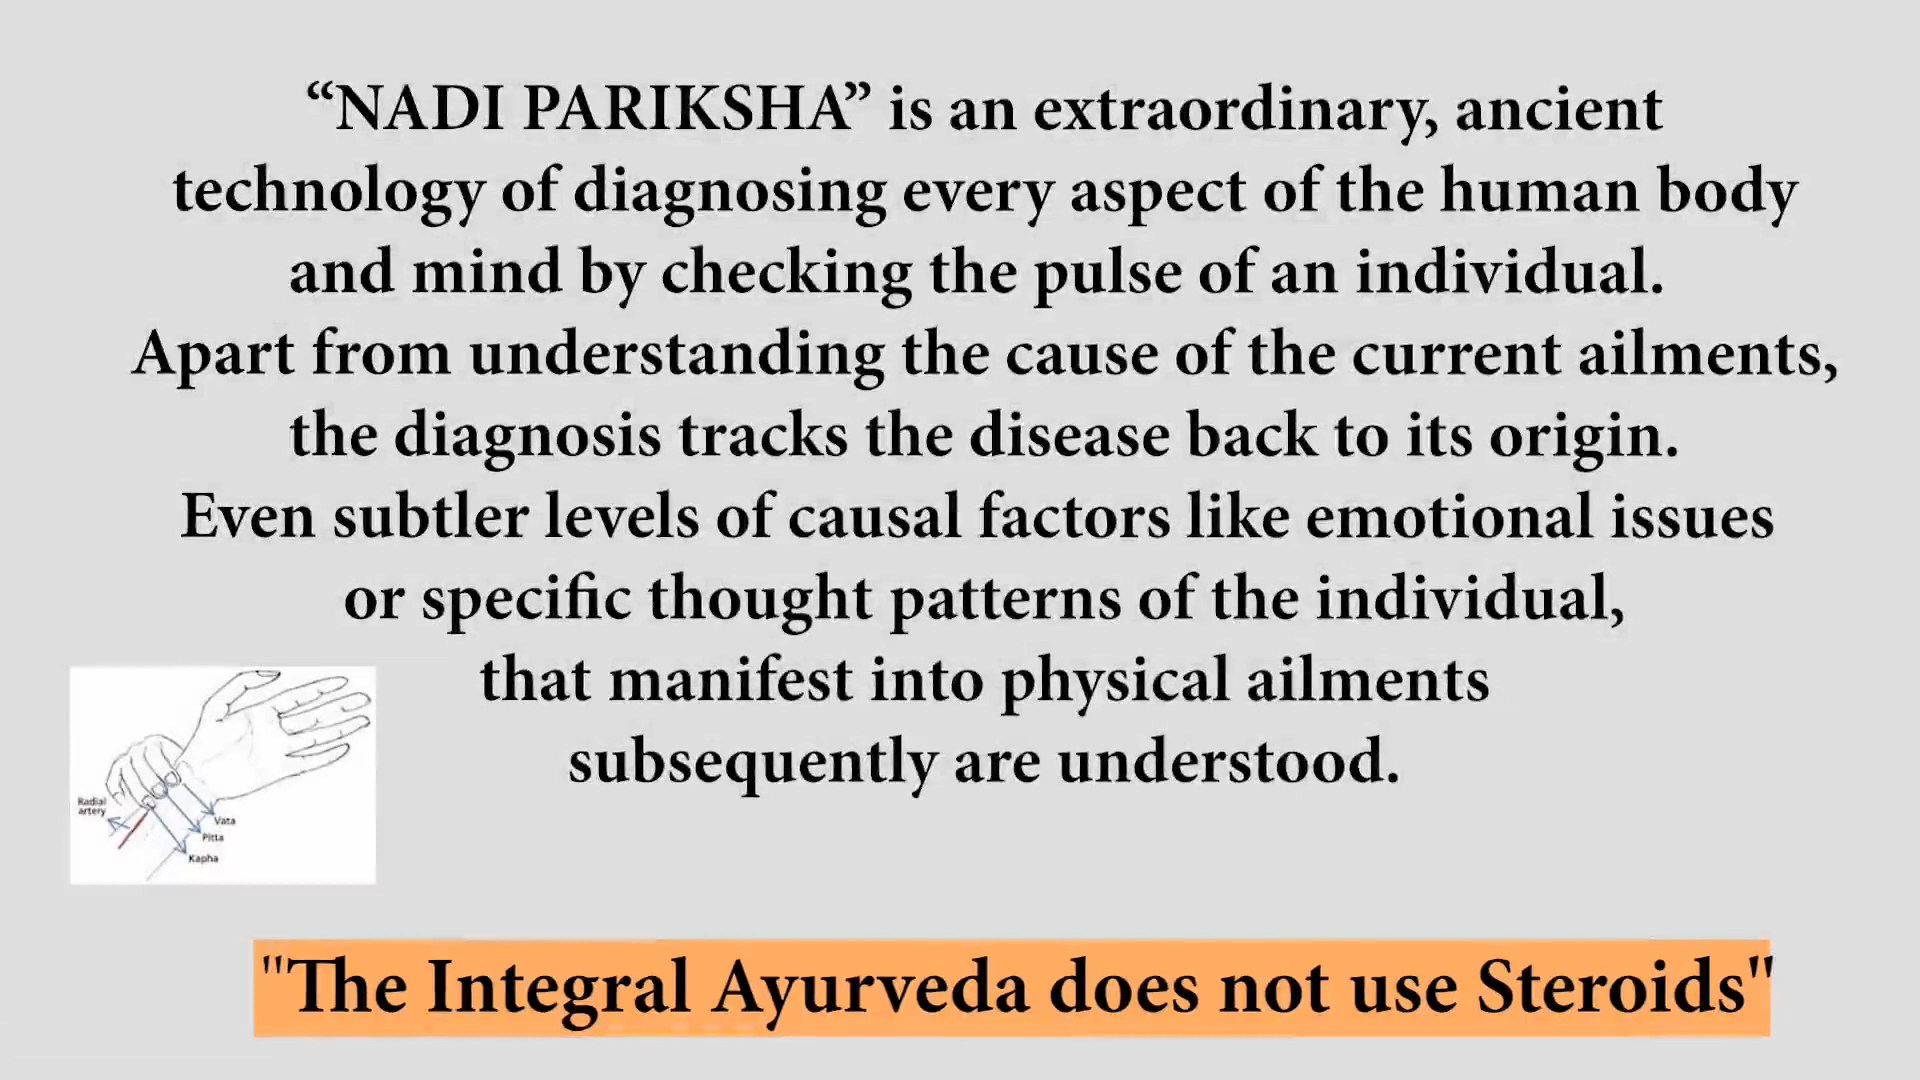 “NADI PARIKSHA” is an extraordinary, ancient
technology of diagnosing every aspect of the human body
and mind by checking the pulse of an individual.
Apart from understanding the cause of the current ailments,
the diagnosis tracks the disease back to its origin.
Even subtler levels of causal factors like emotional issues
or specific thought patterns of the individual,
that manifest into physical ailments
subsequently are understood.
Radial
artery
Vata
Pitta
Kapha
"The Integral Ayurveda does not use Steroids"